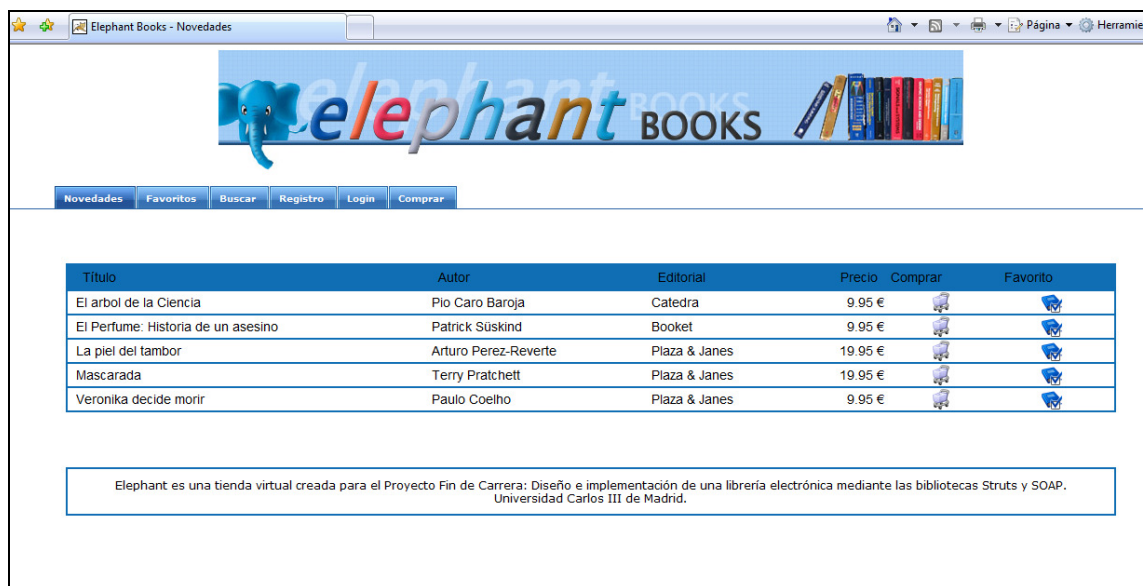 Elephant Books - Novedades
Página
Herramie
elephant BOOKS
elephant BOOKS
Novedades Favoritos Buscar Registro Login Comprar
Título Autor Editorial Precio Comprar Favorito
El arbol de la Ciencia Pio Caro Baroja Catedra 9.95 €
El Perfume: Historia de un asesino Patrick Süskind Booket 9.95 €
La piel del tambor Arturo Perez-Reverte Plaza & Janes 19.95 €
Mascarada Terry Pratchett Plaza & Janes 19.95 €
Veronika decide morir Paulo Coelho Plaza & Janes 9.95 €
Elephant es una tienda virtual creada para el Proyecto Fin de Carrera: Diseño e implementación de una librería electrónica mediante las bibliotecas Struts y SOAP.
Universidad Carlos III de Madrid.